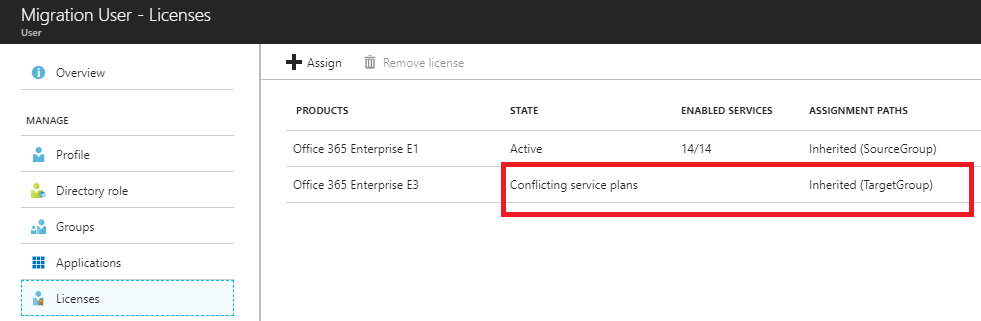 Migration User - Licenses
User
Overview
MANAGE
Profile
Directory role
Groups
Applications
Licenses
Assign Remove license
PRODUCTS STATE ENABLED SERVICES ASSIGNMENT PATHS
Office 365 Enterprise E1 Active 14/14 Inherited (SourceGroup)
Office 365 Enterprise E3 Conflicting service plans Inherited (TargetGroup)